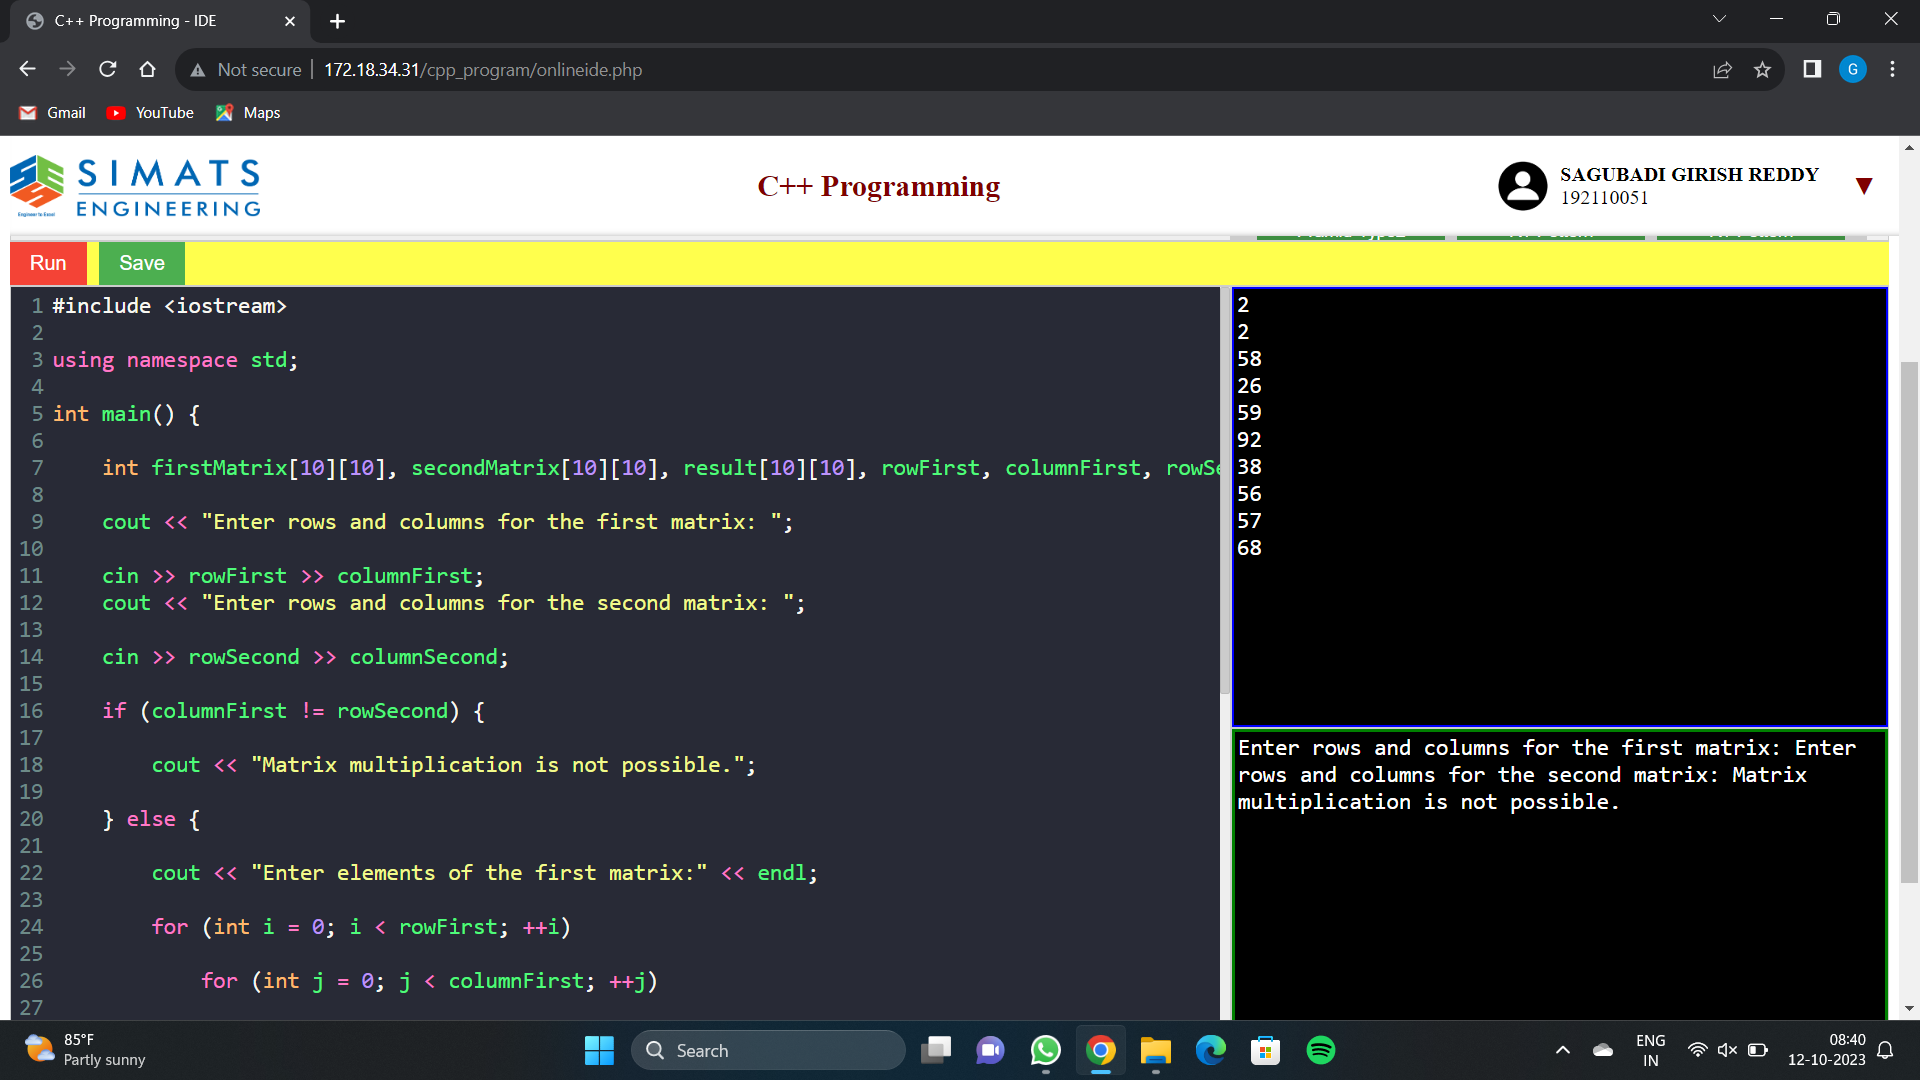 C++ Programming - IDE
Not secure
172.18.34.31/cpp_program/onlineide.php
G
Gmail
YouTube
Maps
SIMATS
ENGINEERING
Engineer to Excel
C++ Programming
SAGUBADI GIRISH REDDY
192110051
Run
Save
1 #include <iostream>
2
3 using namespace std;
4
5 int main() {
6
7     int firstMatrix[10][10], secondMatrix[10][10], result[10][10], rowFirst, columnFirst, rowSe
8
9     cout << "Enter rows and columns for the first matrix: ";
10
11     cin >> rowFirst >> columnFirst;
12     cout << "Enter rows and columns for the second matrix: ";
13
14     cin >> rowSecond >> columnSecond;
15
16     if (columnFirst != rowSecond) {
17
18         cout << "Matrix multiplication is not possible.";
19
20     } else {
21
22         cout << "Enter elements of the first matrix:" << endl;
23
24         for (int i = 0; i < rowFirst; ++i)
25
26             for (int j = 0; j < columnFirst; ++j)
27
2
2
58
26
59
92
38
56
57
68
Enter rows and columns for the first matrix: Enter
rows and columns for the second matrix: Matrix
multiplication is not possible.
85°F
Partly sunny
Search
ENG
IN
08:40
12-10-2023